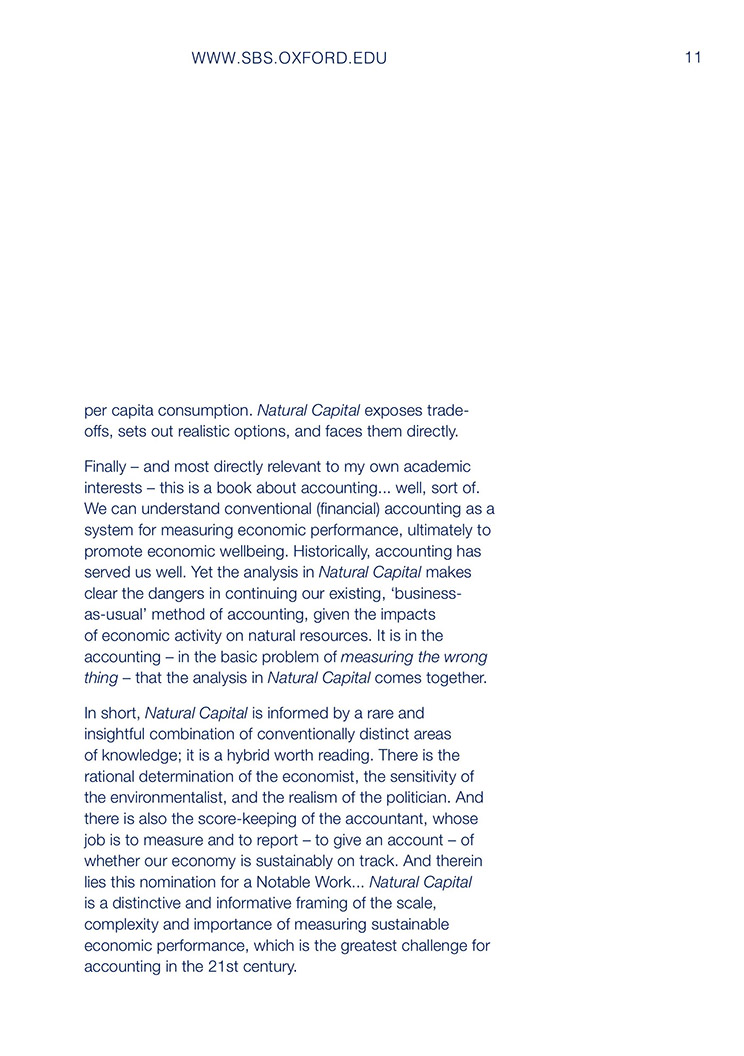 WWW.SBS.OXFORD.EDU 11
per capita consumption. Natural Capital exposes trade-
offs, sets out realistic options, and faces them directly.
Finally – and most directly relevant to my own academic
interests – this is a book about accounting... well, sort of.
We can understand conventional (financial) accounting as a
system for measuring economic performance, ultimately to
promote economic wellbeing. Historically, accounting has
served us well. Yet the analysis in Natural Capital makes
clear the dangers in continuing our existing, ‘business-
as-usual’ method of accounting, given the impacts
of economic activity on natural resources. It is in the
accounting – in the basic problem of measuring the wrong
thing – that the analysis in Natural Capital comes together.
In short, Natural Capital is informed by a rare and
insightful combination of conventionally distinct areas
of knowledge; it is a hybrid worth reading. There is the
rational determination of the economist, the sensitivity of
the environmentalist, and the realism of the politician. And
there is also the score-keeping of the accountant, whose
job is to measure and to report – to give an account – of
whether our economy is sustainably on track. And therein
lies this nomination for a Notable Work... Natural Capital
is a distinctive and informative framing of the scale,
complexity and importance of measuring sustainable
economic performance, which is the greatest challenge for
accounting in the 21st century.